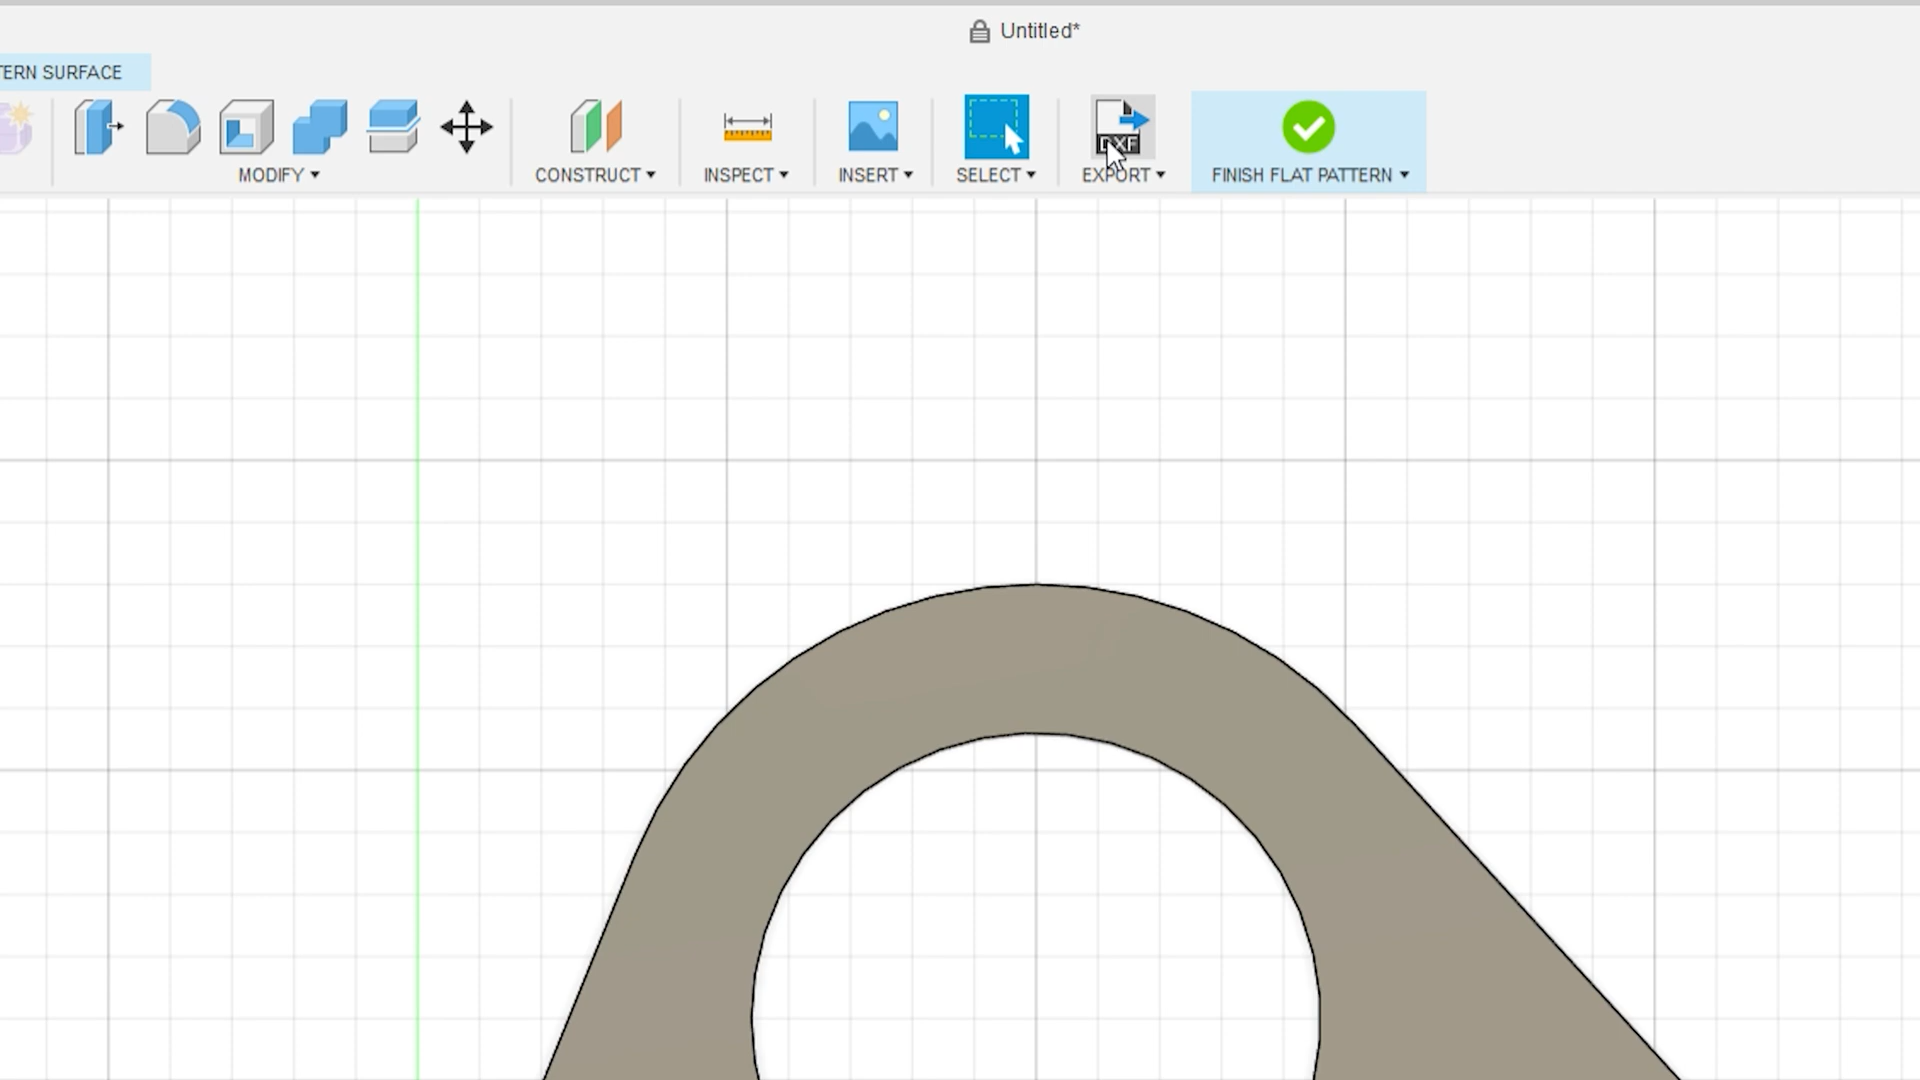 Untitled*
TERN SURFACE
DXF
MODIFY CONSTRUCT INSPECT INSERT SELECT EXPORT FINISH FLAT PATTERN